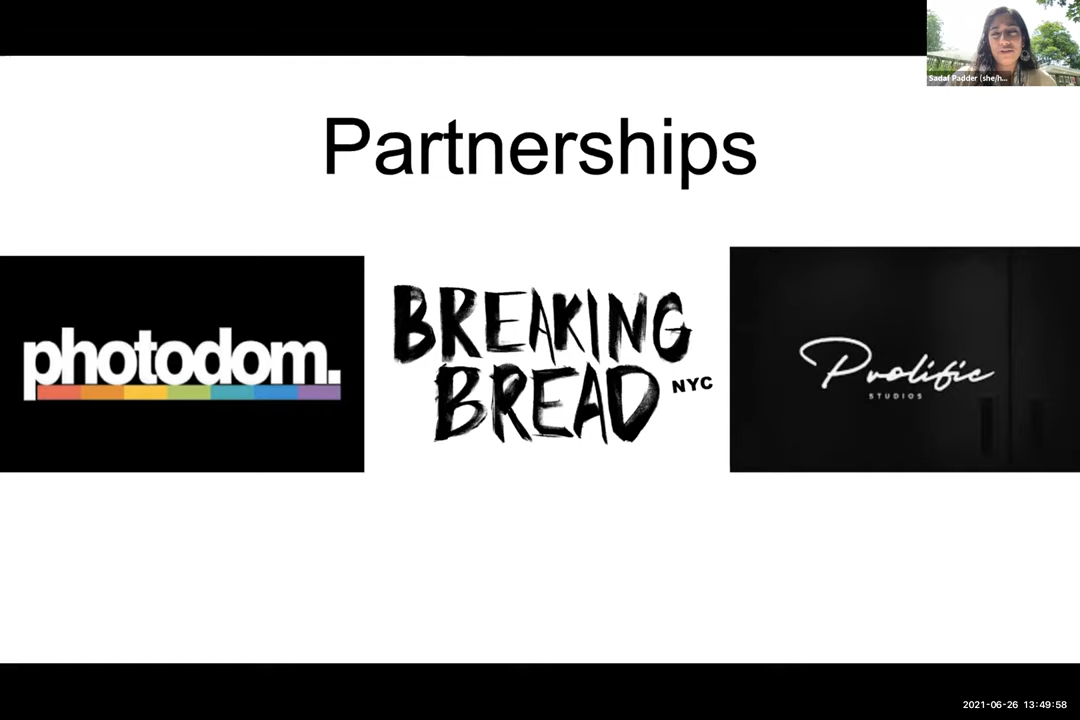 Sadaf Padder (she/h...
Partnerships
photodom.
BREAKING
BREAD
NYC
Prolific
STUDIOS
2021-06-26 13:49:58